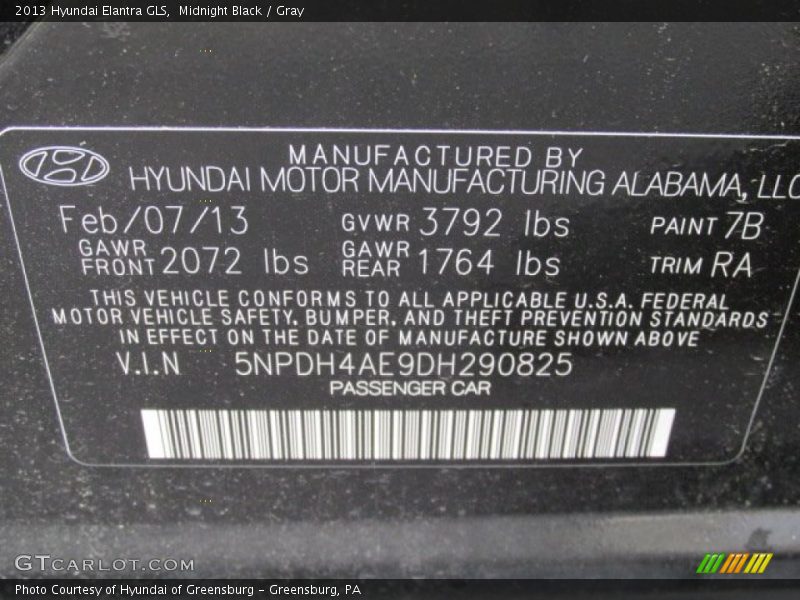 2013 Hyundai Elantra GLS, Midnight Black / Gray
MANUFACTURED BY
HYUNDAI MOTOR MANUFACTURING ALABAMA, LLC
Feb/07/13 GVWR 3792 lbs PAINT 7B
GAWR FRONT 2072 lbs GAWR REAR 1764 lbs TRIM RA
THIS VEHICLE CONFORMS TO ALL APPLICABLE U.S.A. FEDERAL
MOTOR VEHICLE SAFETY, BUMPER, AND THEFT PREVENTION STANDARDS
IN EFFECT ON THE DATE OF MANUFACTURE SHOWN ABOVE
V.I.N 5NPDH4AE9DH290825
PASSENGER CAR
GTCARLOT.COM
Photo Courtesy of Hyundai of Greensburg - Greensburg, PA